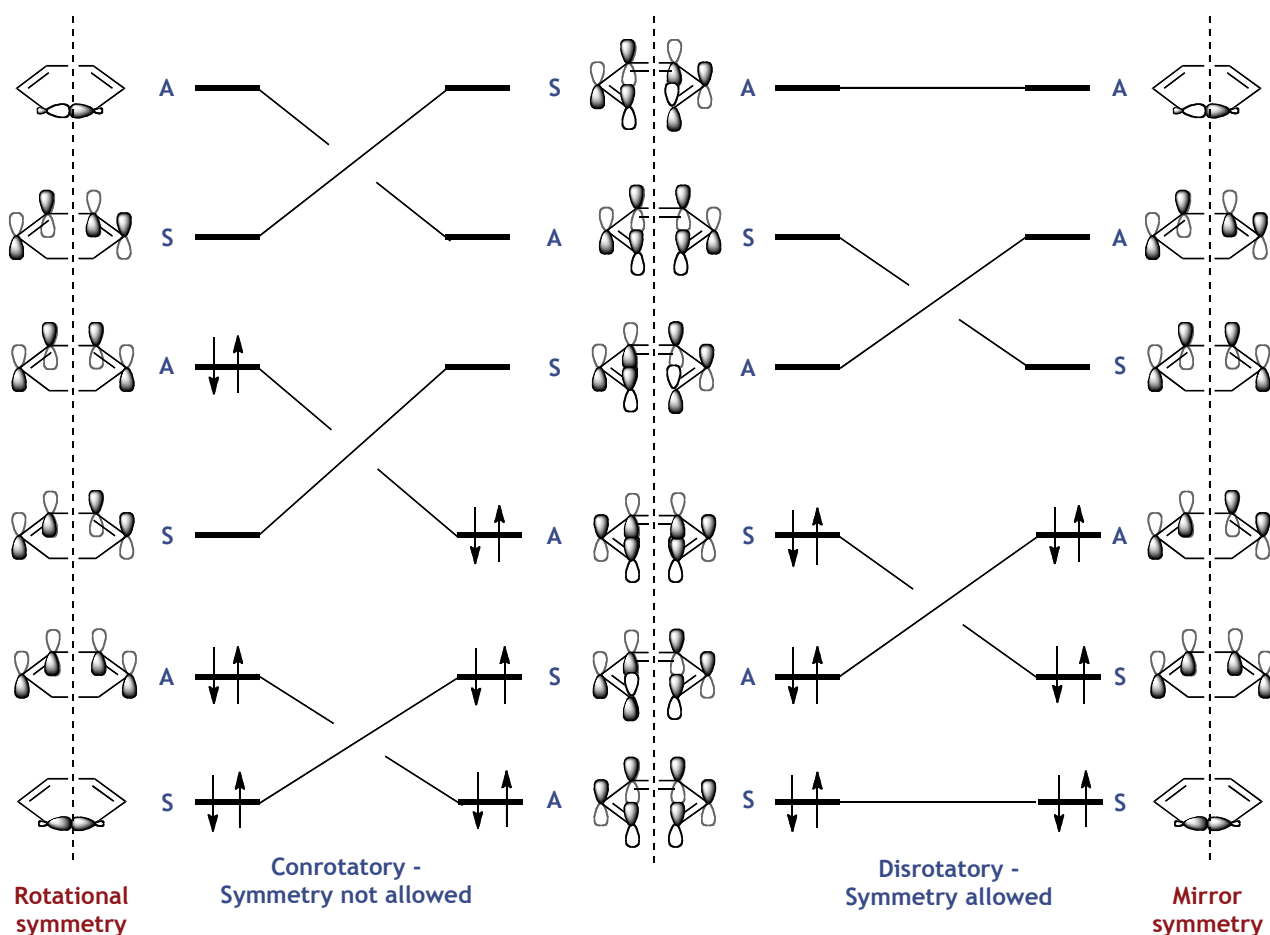 A S A A
S A S A
A S A S
S A S A
A S A S
S A S S
Conrotatory -
Symmetry not allowed
Disrotatory -
Symmetry allowed
Rotational
symmetry
Mirror
symmetry